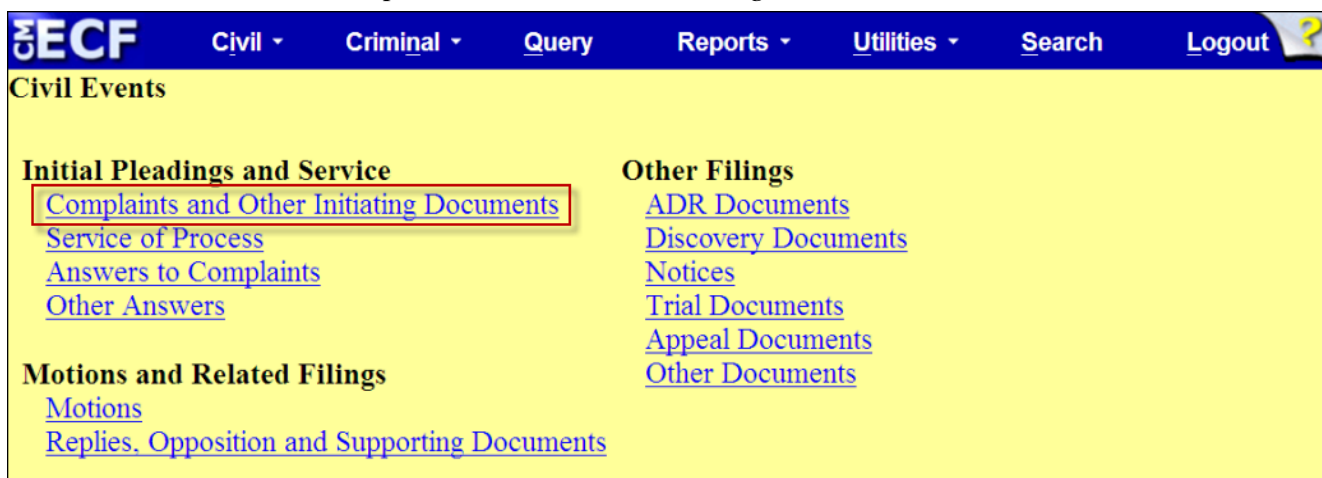 CM ECF Civil Criminal Query Reports Utilities Search Logout ?
Civil Events
Initial Pleadings and Service
Complaints and Other Initiating Documents
Service of Process
Answers to Complaints
Other Answers
Motions and Related Filings
Motions
Replies, Opposition and Supporting Documents
Other Filings
ADR Documents
Discovery Documents
Notices
Trial Documents
Appeal Documents
Other Documents